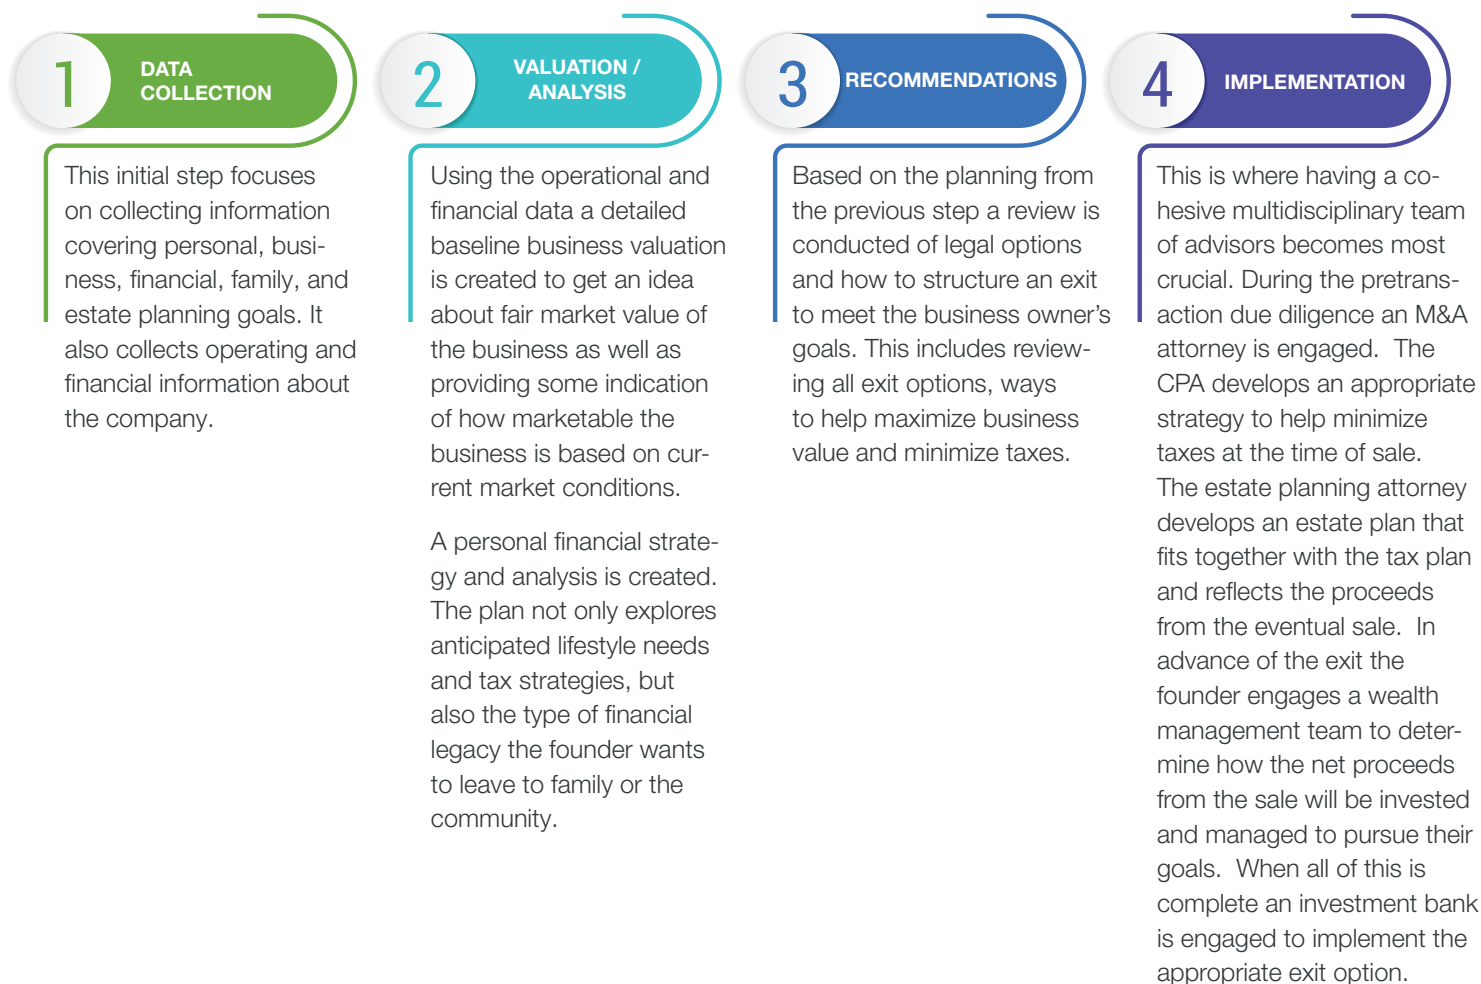 1
DATA
COLLECTION
This initial step focuses
on collecting information
covering personal, busi-
ness, financial, family, and
estate planning goals. It
also collects operating and
financial information about
the company.
2
VALUATION /
ANALYSIS
Using the operational and
financial data a detailed
baseline business valuation
is created to get an idea
about fair market value of
the business as well as
providing some indication
of how marketable the
business is based on cur-
rent market conditions.
A personal financial strate-
gy and analysis is created.
The plan not only explores
anticipated lifestyle needs
and tax strategies, but
also the type of financial
legacy the founder wants
to leave to family or the
community.
3
RECOMMENDATIONS
Based on the planning from
the previous step a review is
conducted of legal options
and how to structure an exit
to meet the business owner's
goals. This includes review-
ing all exit options, ways
to help maximize business
value and minimize taxes.
4
IMPLEMENTATION
This is where having a co-
hesive multidisciplinary team
of advisors becomes most
crucial. During the pretrans-
action due diligence an M&A
attorney is engaged.  The
CPA develops an appropriate
strategy to help minimize
taxes at the time of sale.
The estate planning attorney
develops an estate plan that
fits together with the tax plan
and reflects the proceeds
from the eventual sale.  In
advance of the exit the
founder engages a wealth
management team to deter-
mine how the net proceeds
from the sale will be invested
and managed to pursue their
goals.  When all of this is
complete an investment bank
is engaged to implement the
appropriate exit option.